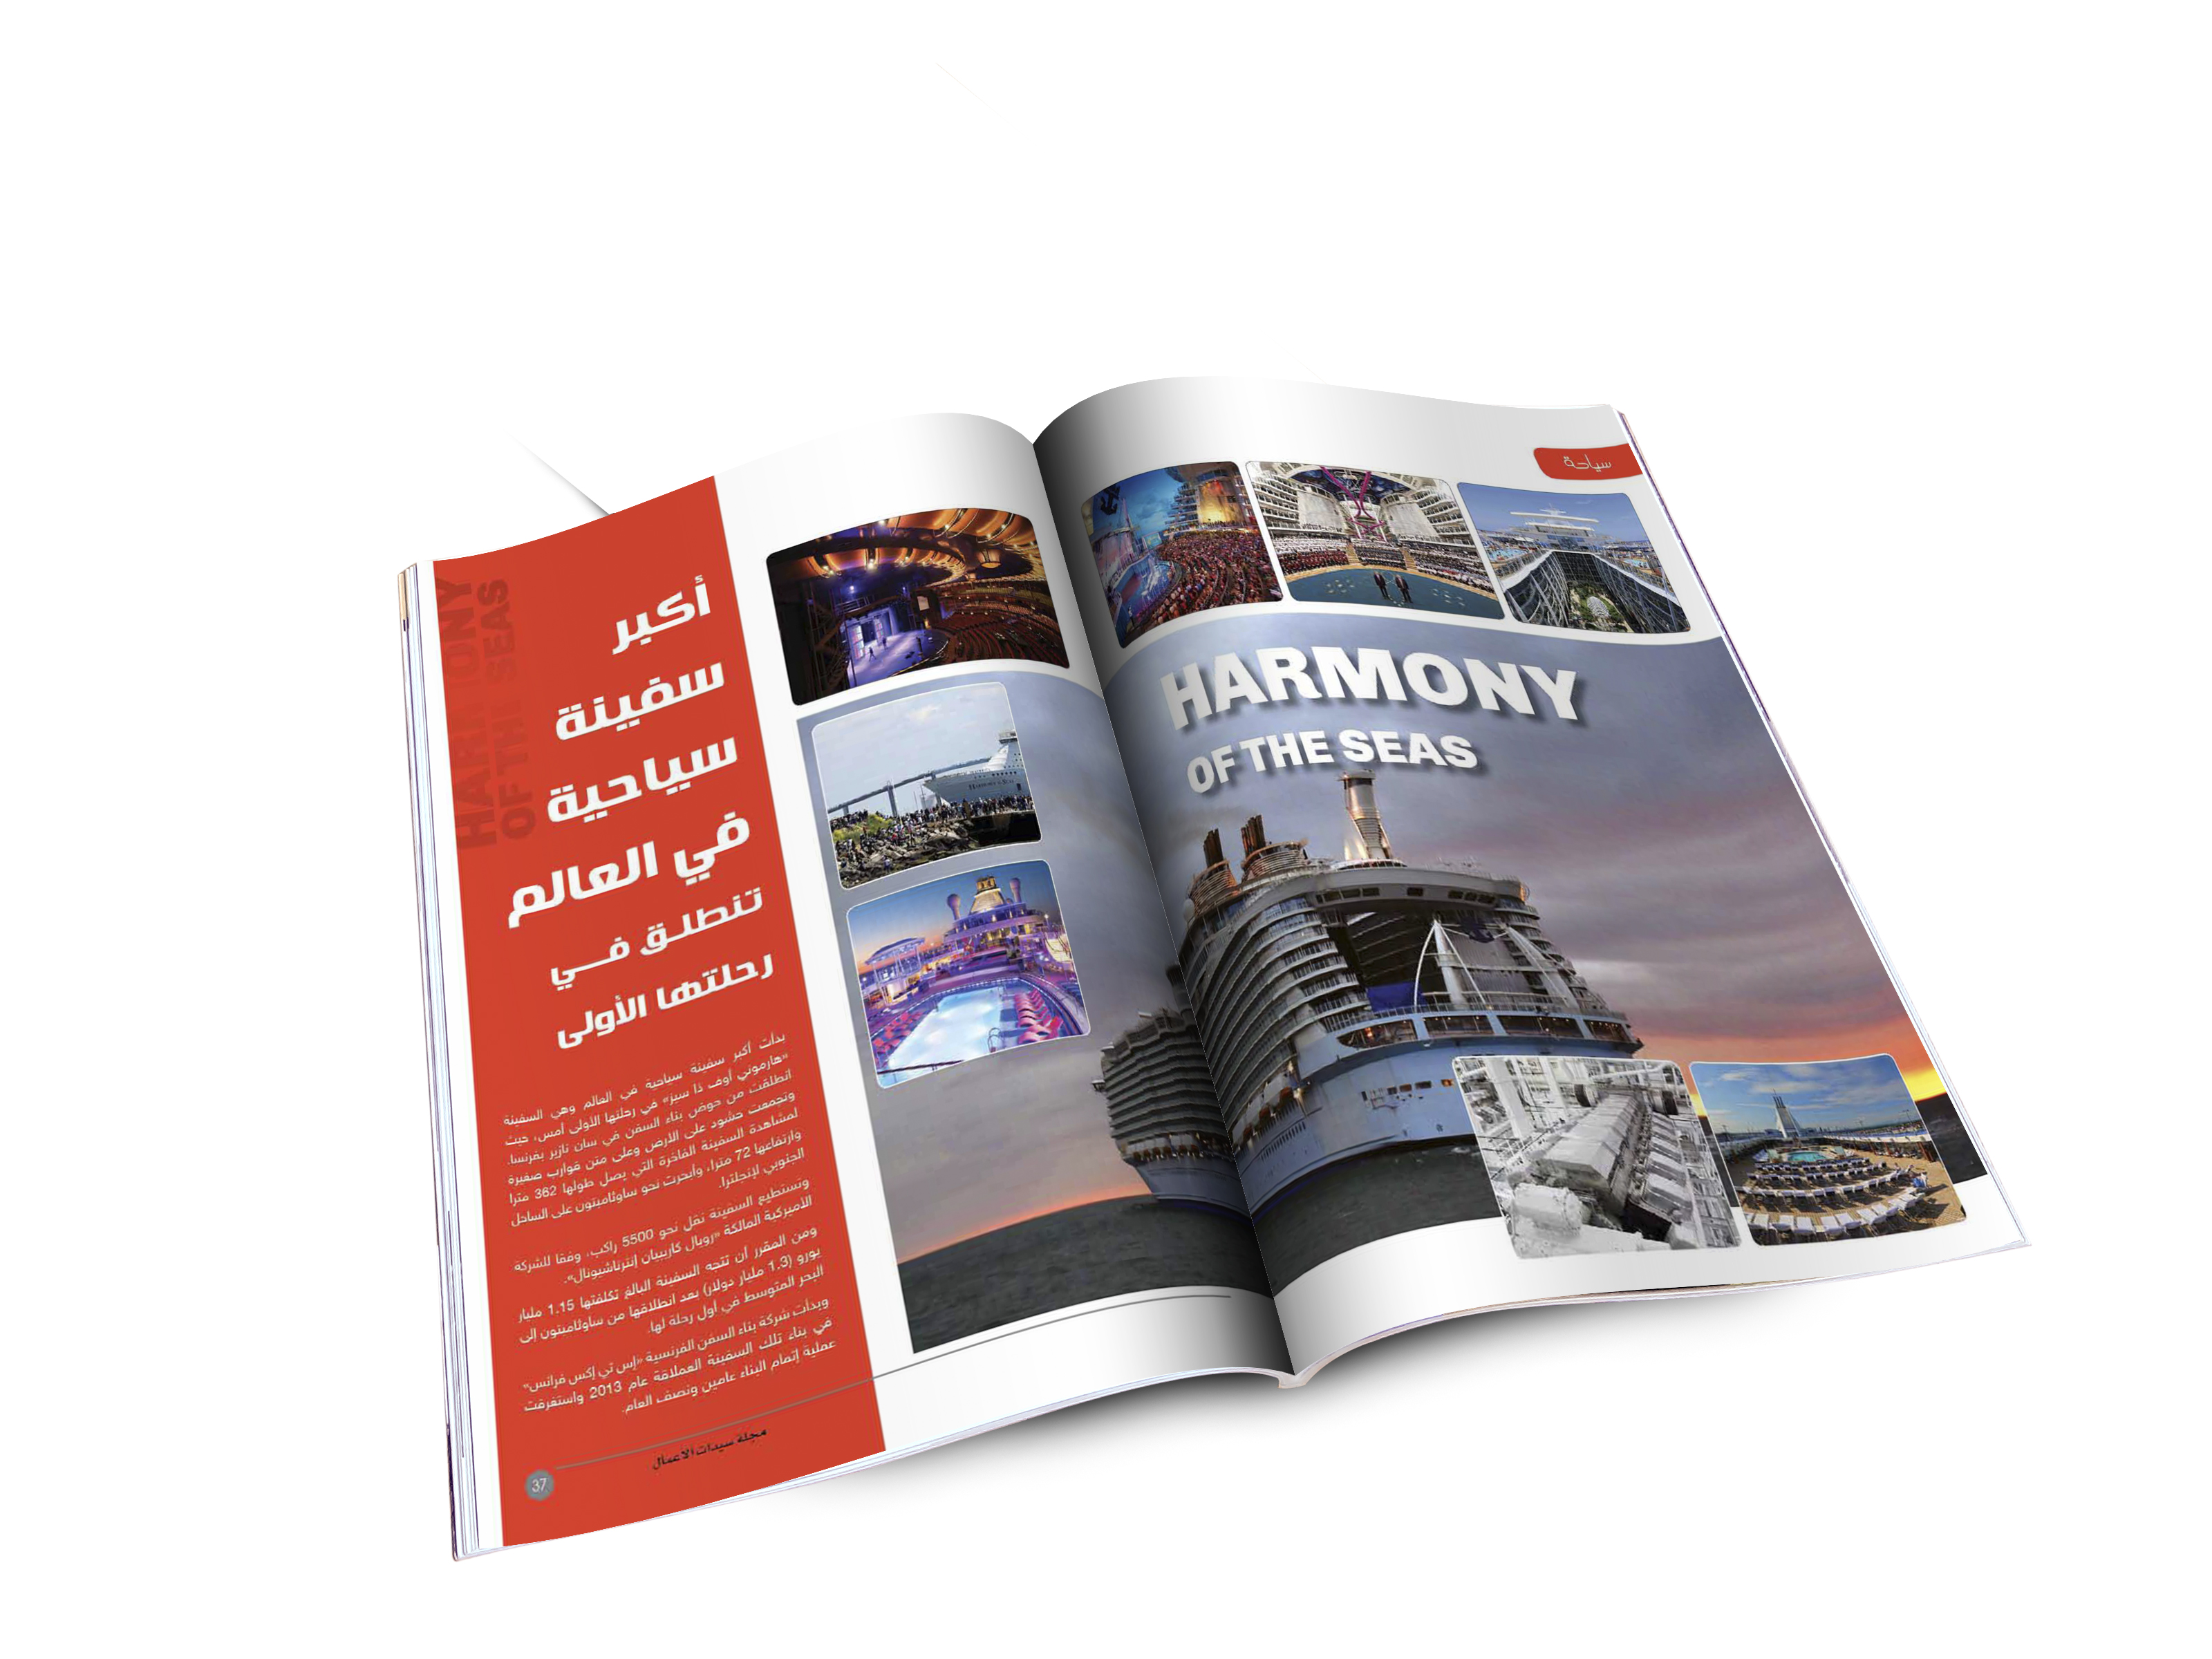 سياحة
HARMONY
OF THE SEAS
HARMONY
OF THE SEAS
أكبر
سفينة
سياحية
في العالم
تنطلق في
رحلتها الأولى
بدأت أكبر سفينة سياحية في العالم وهي السفينة
«هارموني أوف ذا سيز» في رحلتها الأولى أمس، حيث
انطلقت من حوض بناء السفن في سان نازير بفرنسا.
وتجمعت حشود على الأرض وعلى متن قوارب صغيرة
لمشاهدة السفينة الفاخرة التي يصل طولها 362 مترا
وارتفاعها 72 مترا، وأبحرت نحو ساوثامبتون على الساحل
الجنوبي لإنجلترا.
وتستطيع السفينة نقل نحو 5500 راكب، وفقا للشركة
الأميركية المالكة «رويال كاريبيان إنترناشيونال».
ومن المقرر أن تتجه السفينة البالغ تكلفتها 1.15 مليار
يورو (1.3 مليار دولار) بعد انطلاقها من ساوثامبتون إلى
البحر المتوسط في أول رحلة لها.
وبدأت شركة بناء السفن الفرنسية «إس تي إكس فرانس»
في بناء تلك السفينة العملاقة عام 2013 واستغرقت
عملية إتمام البناء عامين ونصف العام.
مجلة سيدات الأعمال
37